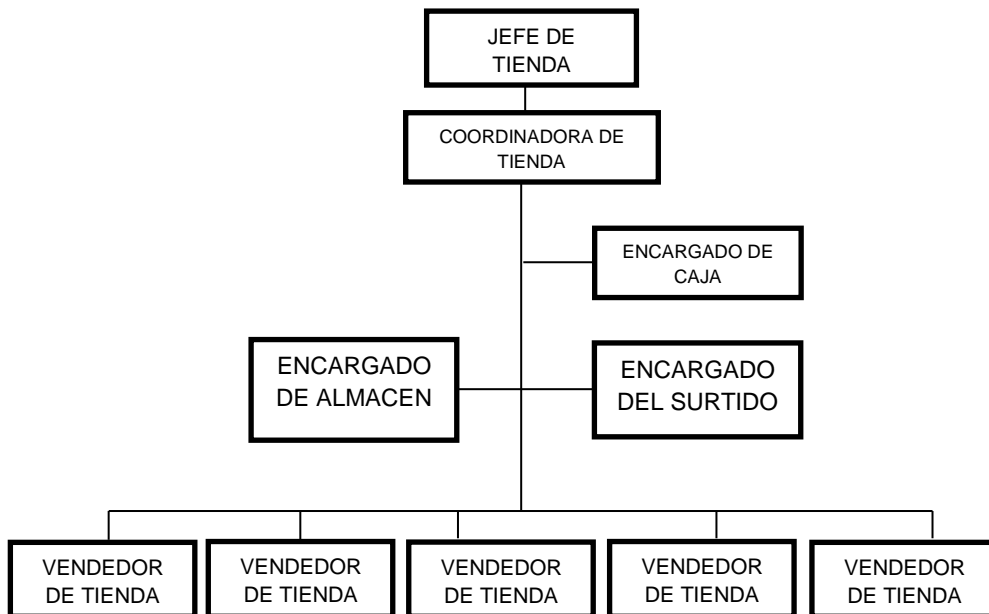 JEFE DE
TIENDA
COORDINADORA DE
TIENDA
ENCARGADO DE
CAJA
ENCARGADO
DE ALMACEN
ENCARGADO
DEL SURTIDO
VENDEDOR
DE TIENDA
VENDEDOR
DE TIENDA
VENDEDOR
DE TIENDA
VENDEDOR
DE TIENDA
VENDEDOR
DE TIENDA